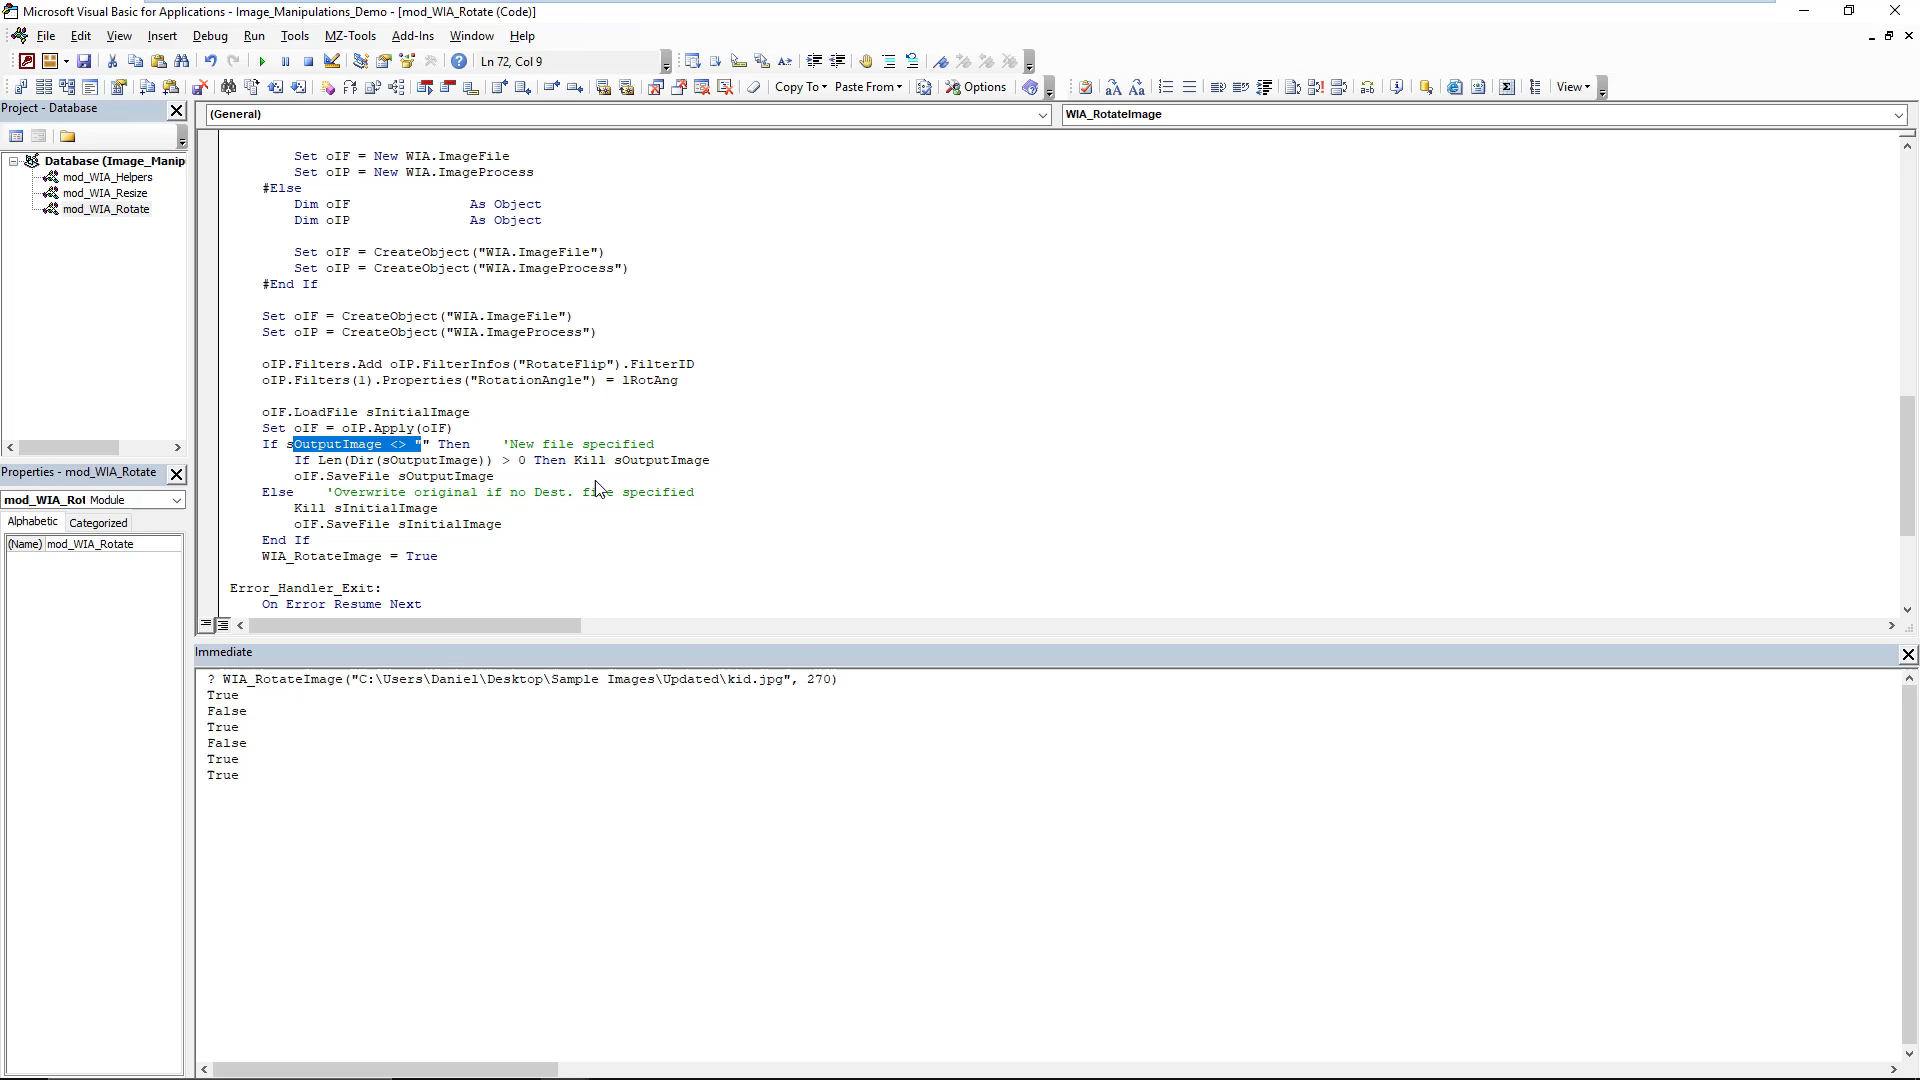 Microsoft Visual Basic for Applications - Image_Manipulations_Demo - [mod_WIA_Rotate (Code)]
File Edit View Insert Debug Run Tools MZ-Tools Add-Ins Window Help
Ln 72, Col 9
Copy To Paste From Options View
Project - Database
(General) WIA_RotateImage
Database (Image_Manip
mod_WIA_Helpers
mod_WIA_Resize
mod_WIA_Rotate
Set oIF = New WIA.ImageFile
Set oIP = New WIA.ImageProcess
#Else
Dim oIF As Object
Dim oIP As Object
Set oIF = CreateObject("WIA.ImageFile")
Set oIP = CreateObject("WIA.ImageProcess")
#End If
Set oIF = CreateObject("WIA.ImageFile")
Set oIP = CreateObject("WIA.ImageProcess")
oIP.Filters.Add oIP.FilterInfos("RotateFlip").FilterID
oIP.Filters(1).Properties("RotationAngle") = lRotAng
oIF.LoadFile sInitialImage
Set oIF = oIP.Apply(oIF)
If sOutputImage <> "" Then 'New file specified
If Len(Dir(sOutputImage)) > 0 Then Kill sOutputImage
oIF.SaveFile sOutputImage
Else 'Overwrite original if no Dest. file specified
Kill sInitialImage
oIF.SaveFile sInitialImage
End If
WIA_RotateImage = True
Error_Handler_Exit:
On Error Resume Next
Properties - mod_WIA_Rotate
mod_WIA_Rot Module
Alphabetic Categorized
(Name) mod_WIA_Rotate
Immediate
? WIA_RotateImage("C:\Users\Daniel\Desktop\Sample Images\Updated\kid.jpg", 270)
True
False
True
False
True
True